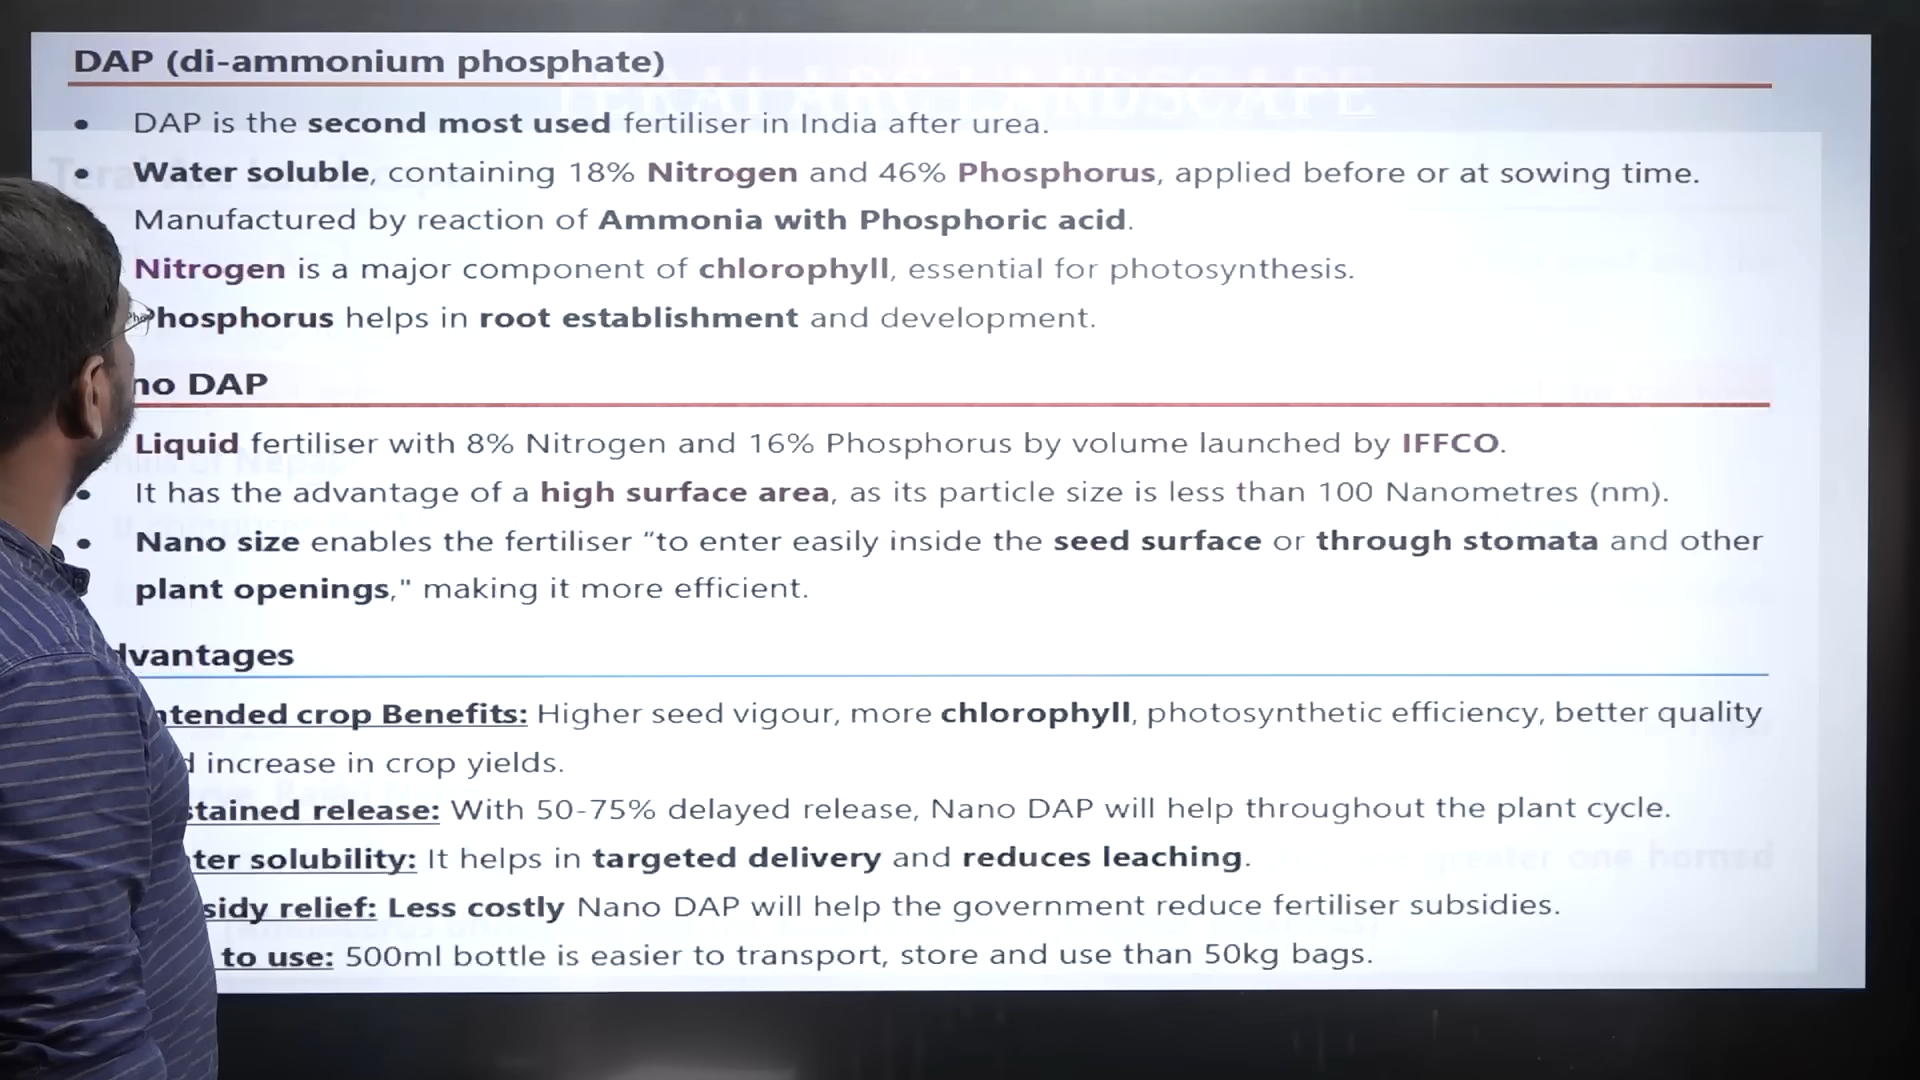 DAP (di-ammonium phosphate)
TERAI ARC LANDSCAPE
• DAP is the second most used fertiliser in India after urea.
• Water soluble, containing 18% Nitrogen and 46% Phosphorus, applied before or at sowing time.
Manufactured by reaction of Ammonia with Phosphoric acid.
Nitrogen is a major component of chlorophyll, essential for photosynthesis.
Phosphorus helps in root establishment and development.
no DAP
Liquid fertiliser with 8% Nitrogen and 16% Phosphorus by volume launched by IFFCO.
• It has the advantage of a high surface area, as its particle size is less than 100 Nanometres (nm).
• Nano size enables the fertiliser “to enter easily inside the seed surface or through stomata and other
plant openings," making it more efficient.
dvantages
ntended crop Benefits: Higher seed vigour, more chlorophyll, photosynthetic efficiency, better quality
d increase in crop yields.
stained release: With 50-75% delayed release, Nano DAP will help throughout the plant cycle.
ter solubility: It helps in targeted delivery and reduces leaching.
greater one horned
sidy relief: Less costly Nano DAP will help the government reduce fertiliser subsidies.
to use: 500ml bottle is easier to transport, store and use than 50kg bags.